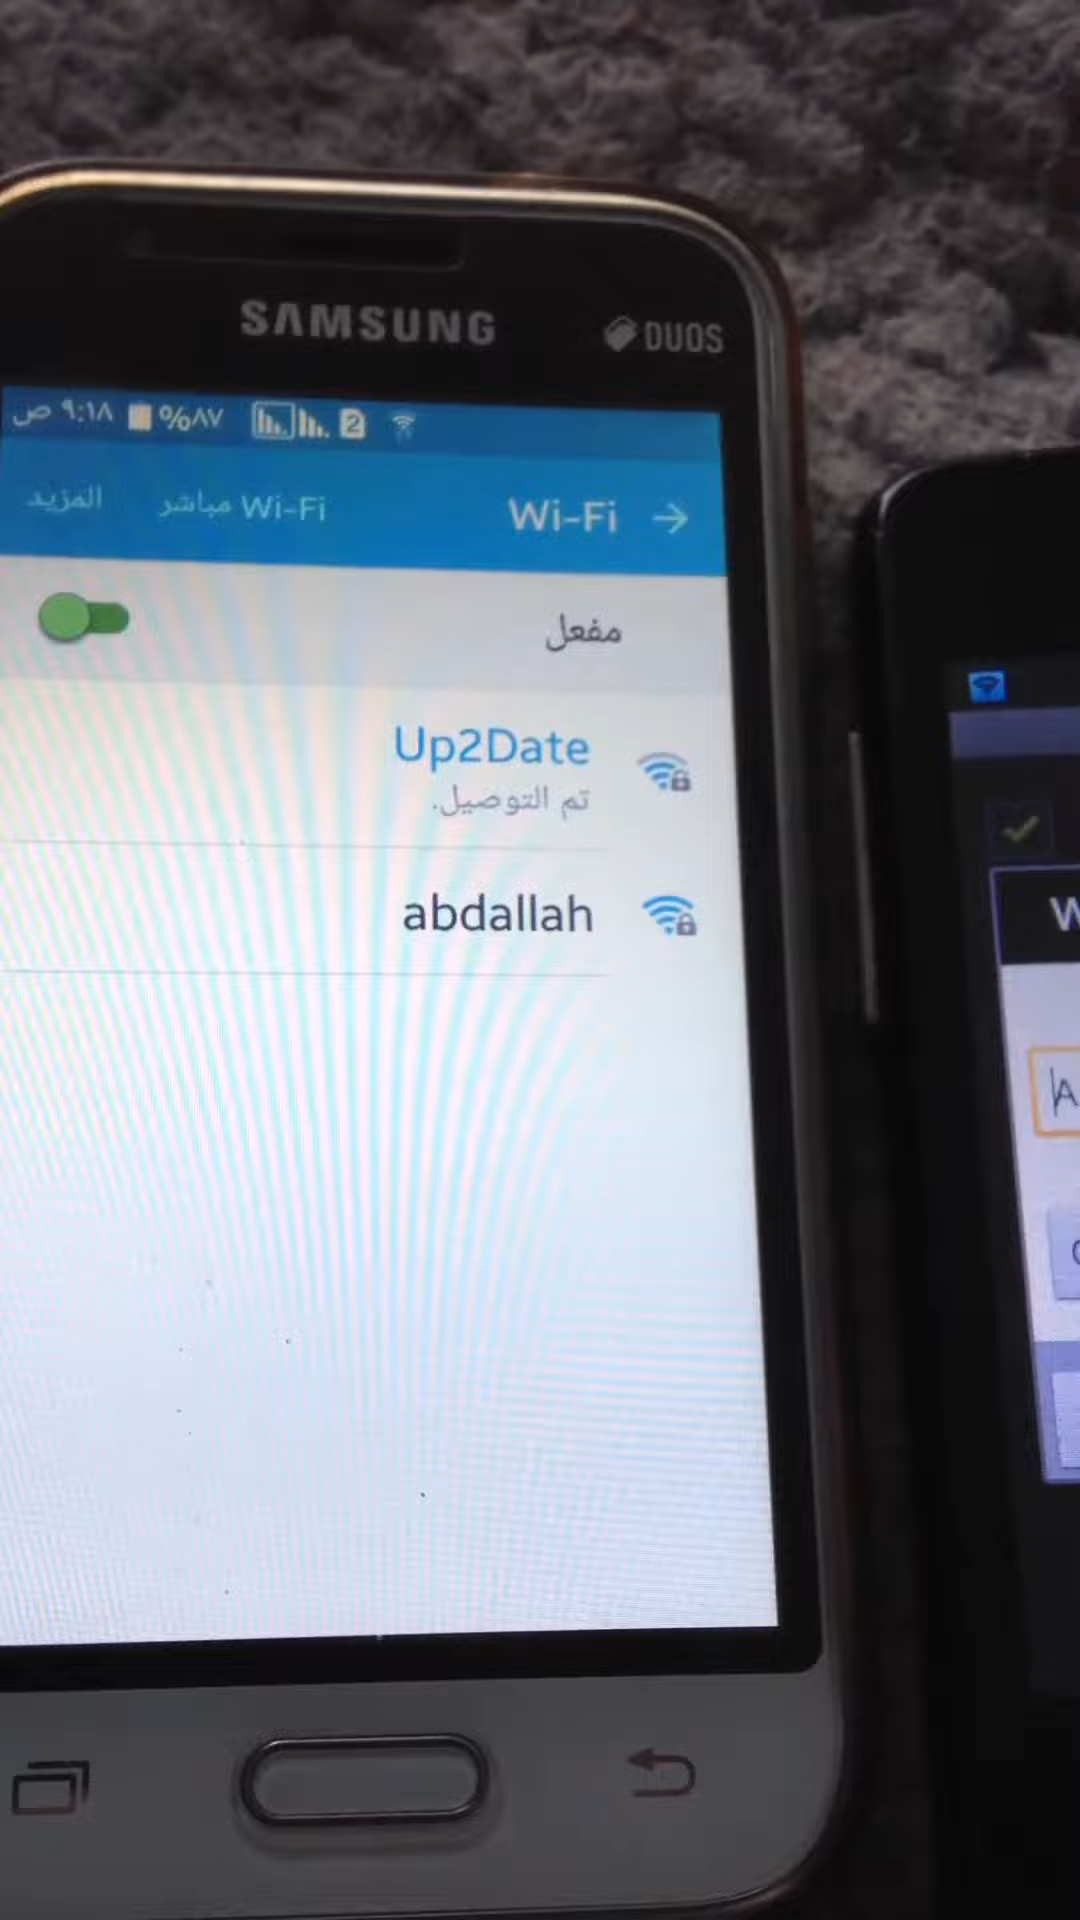 SAMSUNG DUOS
٩:١٨ ص %٨٧ 2
Wi-Fi Wi-Fi مباشر المزيد
مفعل
Up2Date
تم التوصيل.
abdallah
W
A